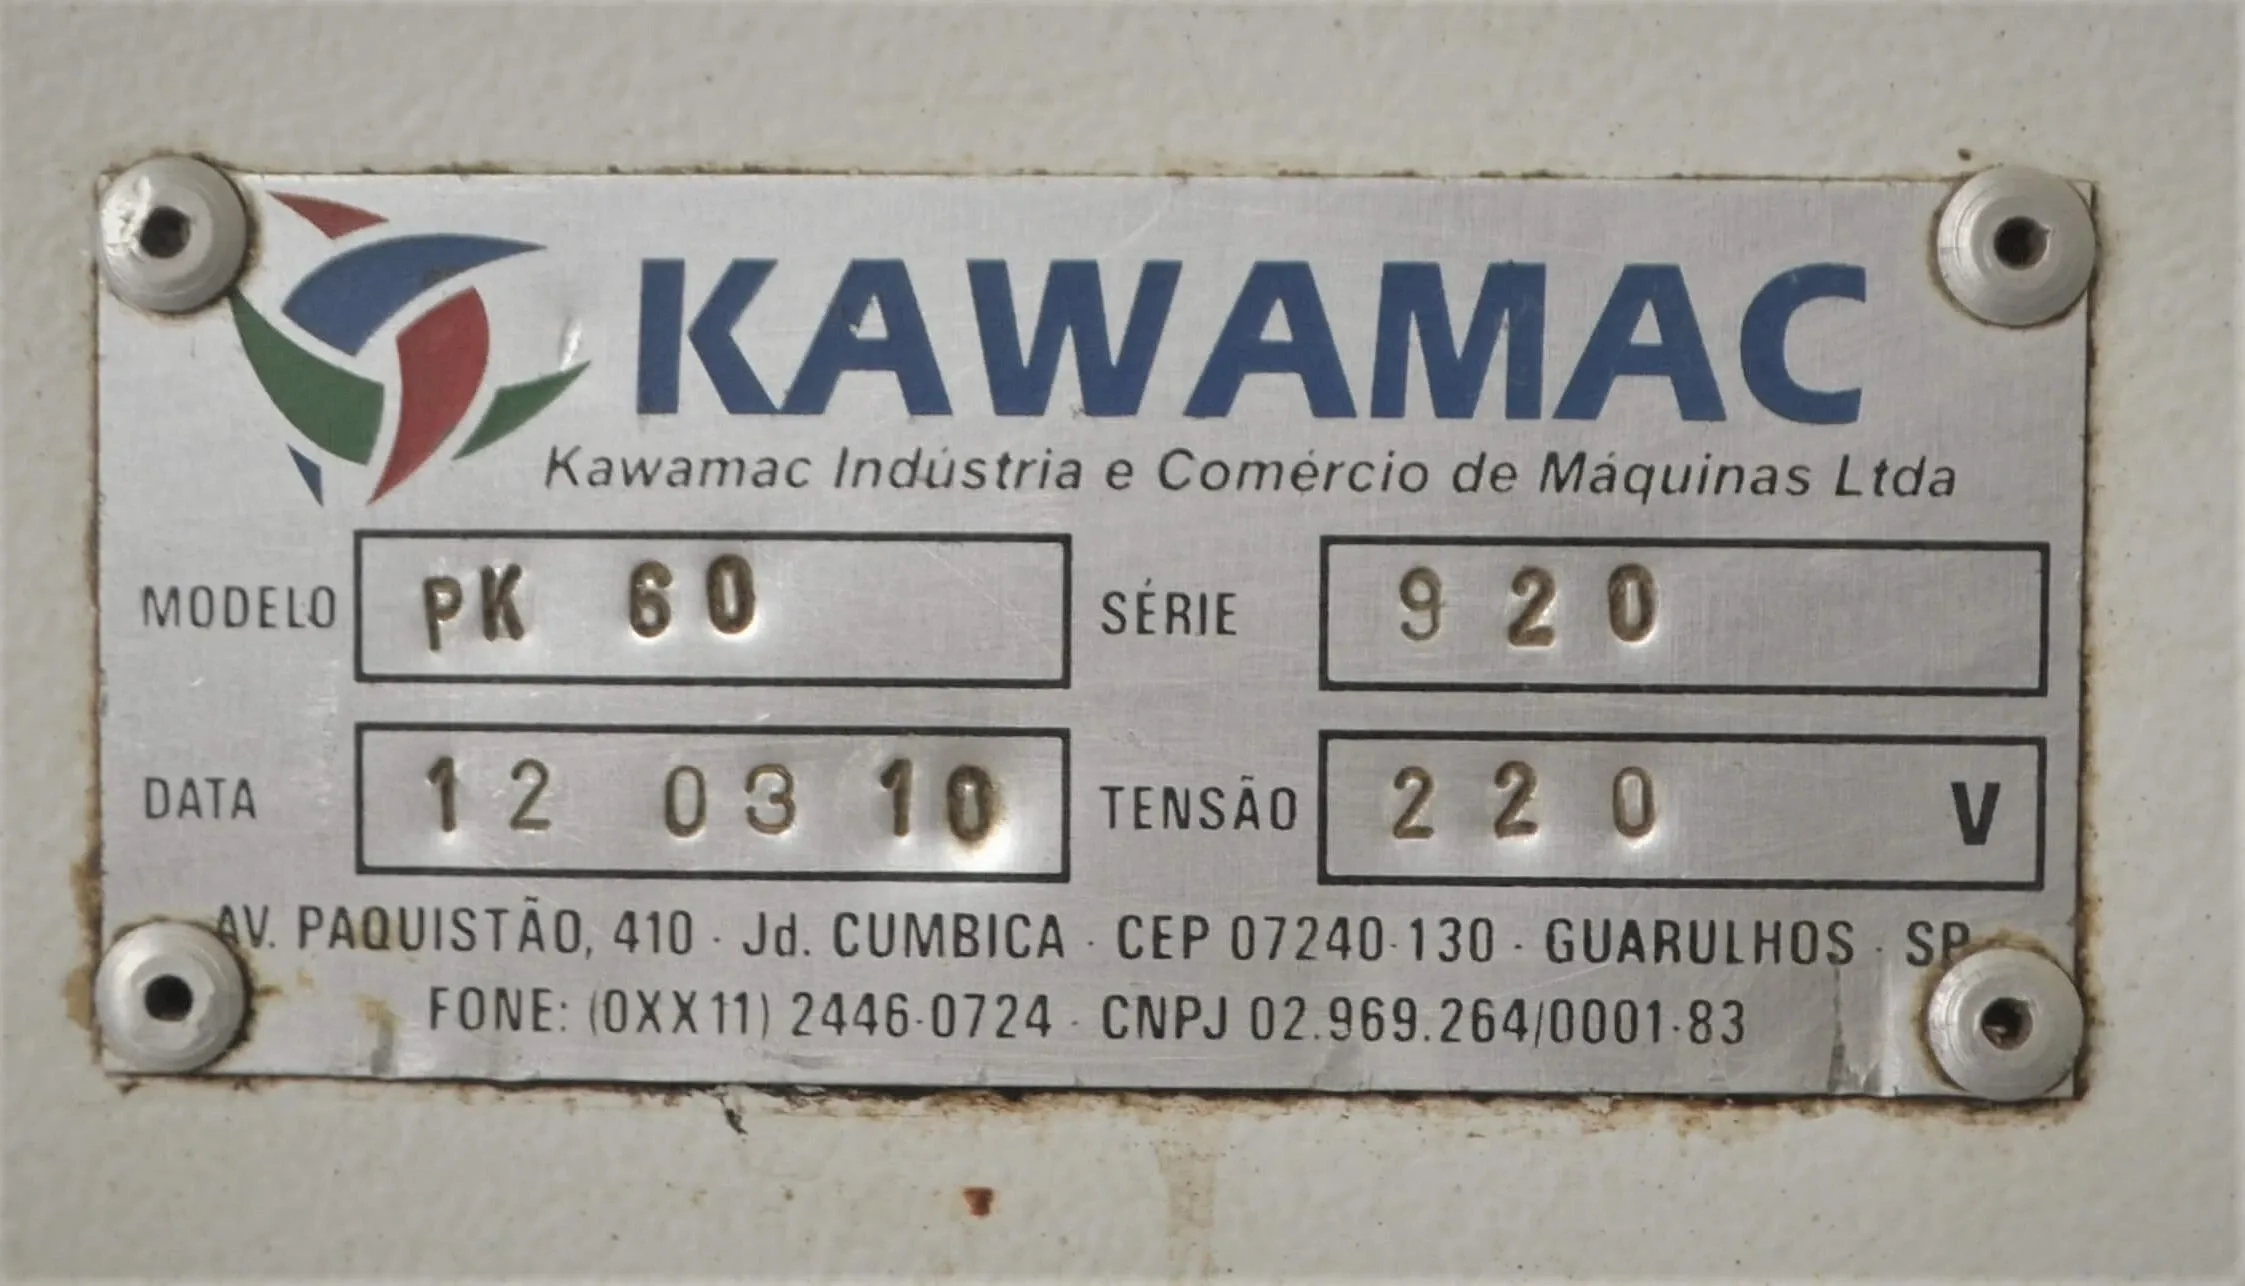 KAWAMAC
Kawamac Indústria e Comércio de Máquinas Ltda
MODELO PK 60 SÉRIE 920
DATA 12 03 10 TENSÃO 220 V
AV. PAQUISTÃO, 410 · Jd. CUMBICA · CEP 07240-130 · GUARULHOS · SP
FONE: (0XX11) 2446-0724 · CNPJ 02.969.264/0001-83